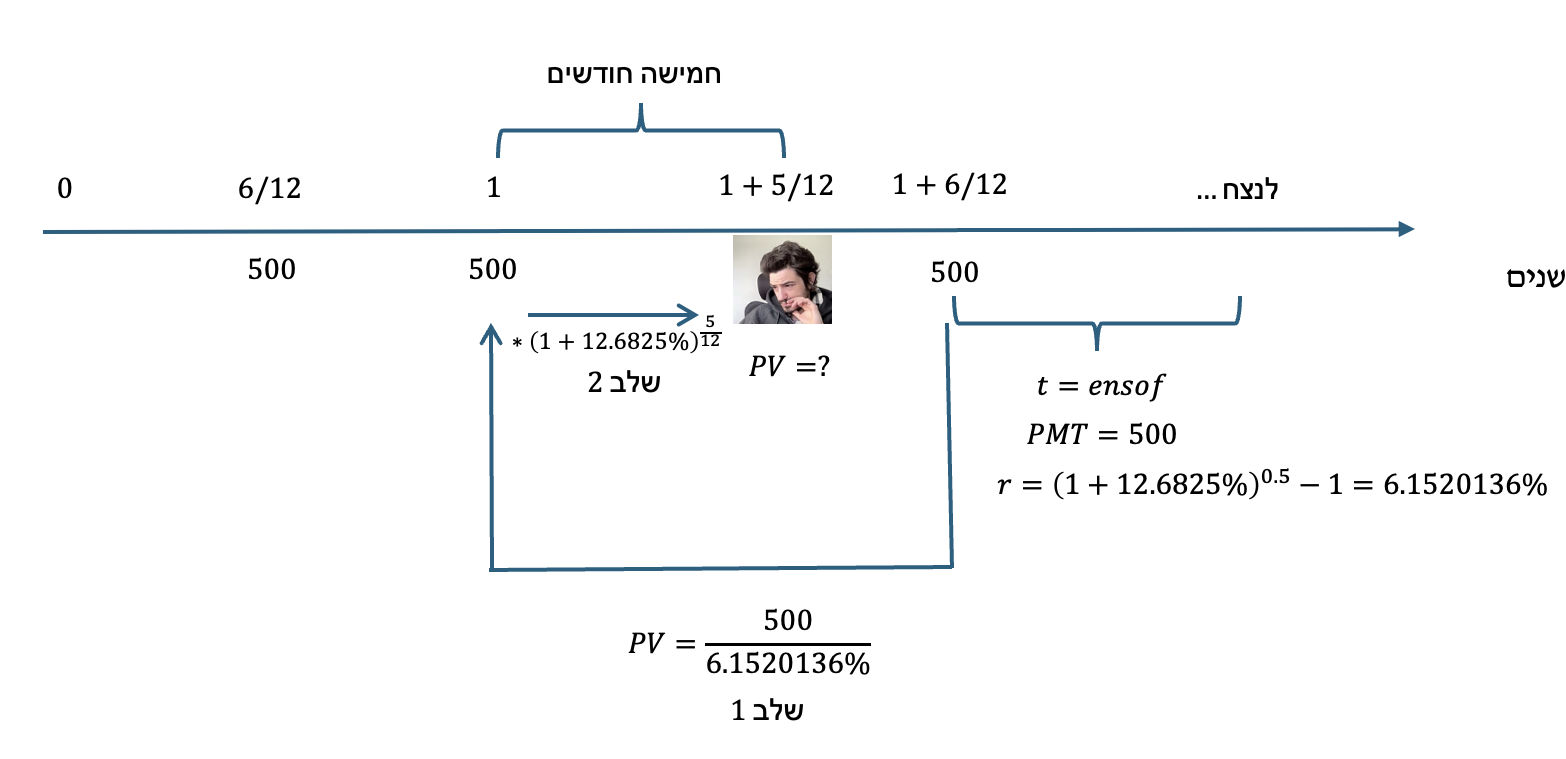 חמישה חודשים
0 6/12 1 1 + 5/12 1 + 6/12 לנצח ...
500 500 500 שנים
∗ (1 + 12.6825%)^(5/12)
שלב 2
PV =?
t = ensof
PMT = 500
r = (1 + 12.6825%)^0.5 − 1 = 6.1520136%
PV = 500/6.1520136%
שלב 1